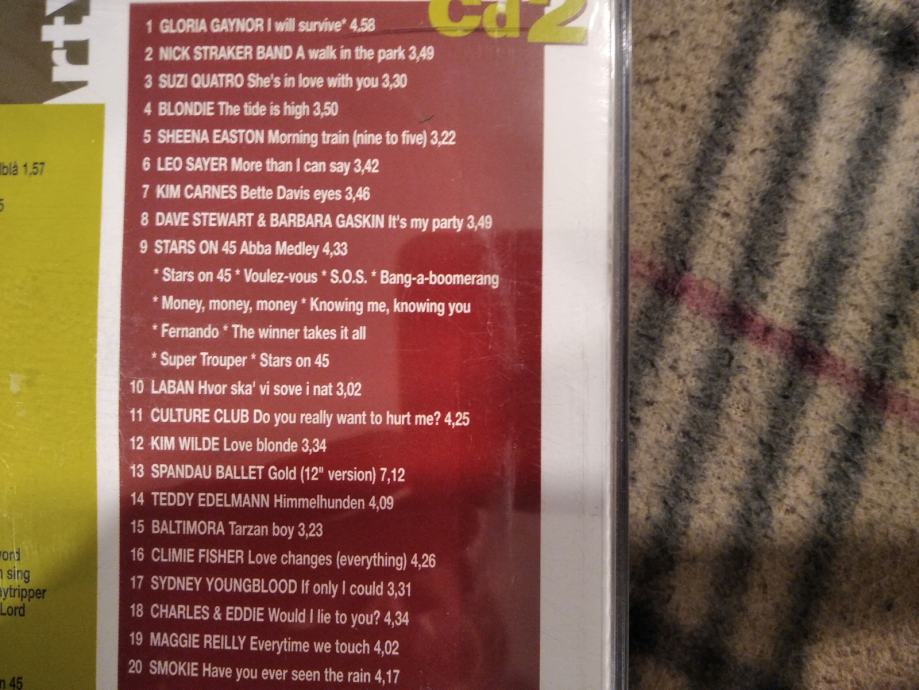 rty
cd 2
1 GLORIA GAYNOR I will survive* 4.58
2 NICK STRAKER BAND A walk in the park 3,49
3 SUZI QUATRO She's in love with you 3,30
4 BLONDIE The tide is high 3,50
5 SHEENA EASTON Morning train (nine to five) 3,22
6 LEO SAYER More than I can say 3,42
7 KIM CARNES Bette Davis eyes 3,46
8 DAVE STEWART & BARBARA GASKIN It's my party 3,49
9 STARS ON 45 Abba Medley 4,33
* Stars on 45 * Voulez-vous * S.O.S. * Bang-a-boomerang
* Money, money, money * Knowing me, knowing you
* Fernando * The winner takes it all
* Super Trouper * Stars on 45
10 LABAN Hvor ska' vi sove i nat 3,02
11 CULTURE CLUB Do you really want to hurt me? 4,25
12 KIM WILDE Love blonde 3,34
13 SPANDAU BALLET Gold (12" version) 7,12
14 TEDDY EDELMANN Himmelhunden 4,09
15 BALTIMORA Tarzan boy 3,23
16 CLIMIE FISHER Love changes (everything) 4,26
17 SYDNEY YOUNGBLOOD If only I could 3,31
18 CHARLES & EDDIE Would I lie to you? 4,34
19 MAGGIE REILLY Everytime we touch 4,02
20 SMOKIE Have you ever seen the rain 4,17
lblå 1,57
5
ord
sing
ytripper
Lord
n 45